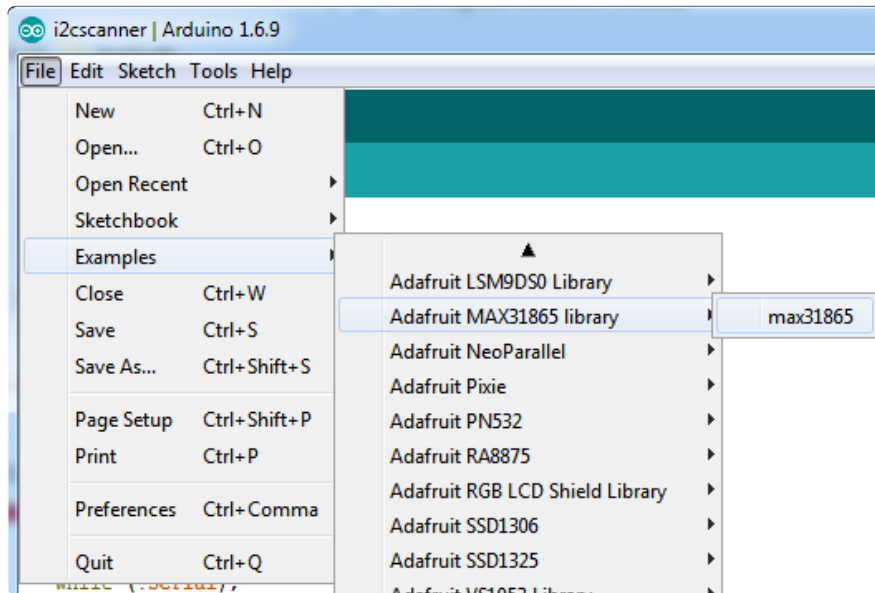 i2cscanner | Arduino 1.6.9
File Edit Sketch Tools Help
New Ctrl+N
Open... Ctrl+O
Open Recent
Sketchbook
Examples
Close Ctrl+W
Save Ctrl+S
Save As... Ctrl+Shift+S
Page Setup Ctrl+Shift+P
Print Ctrl+P
Preferences Ctrl+Comma
Quit Ctrl+Q
Adafruit LSM9DS0 Library
Adafruit MAX31865 library
Adafruit NeoParallel
Adafruit Pixie
Adafruit PN532
Adafruit RA8875
Adafruit RGB LCD Shield Library
Adafruit SSD1306
Adafruit SSD1325
Adafruit VS1053 Library
max31865